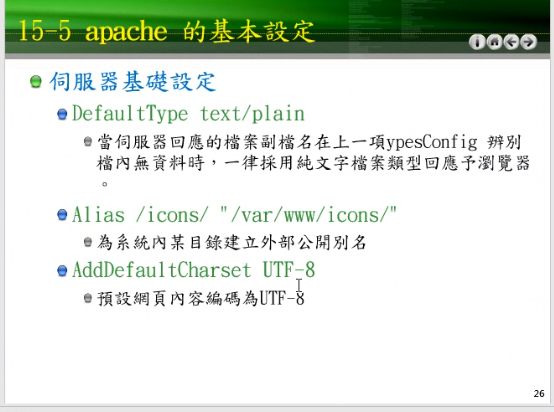 15-5 apache 的基本設定
伺服器基礎設定
DefaultType text/plain
當伺服器回應的檔案副檔名在上一項ypesConfig 辨別
檔內無資料時，一律採用純文字檔案類型回應予瀏覽器
。
Alias /icons/ "/var/www/icons/"
為系統內某目錄建立外部公開別名
AddDefaultCharset UTF-8
預設網頁內容編碼為UTF-8
26